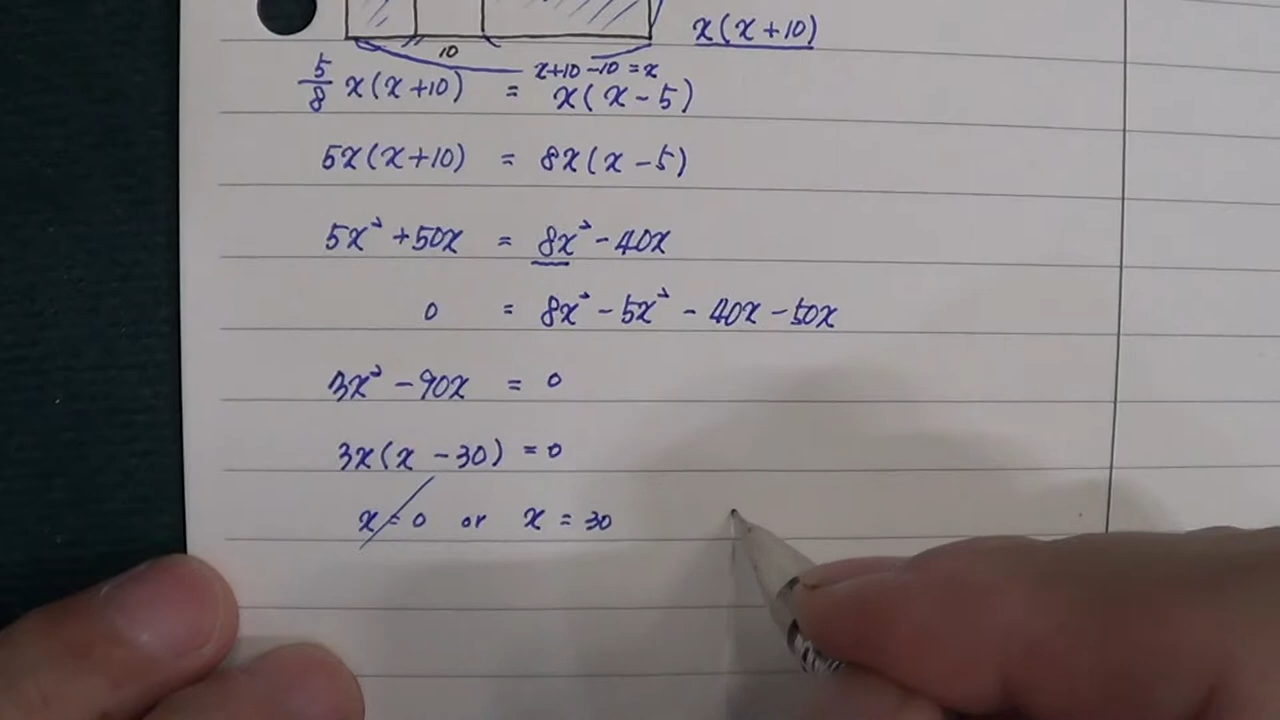 x(x+10)
10
x+10-10=x
5/8 x(x+10) = x(x-5)
5x(x+10) = 8x(x-5)
5x²+50x = 8x²-40x
0 = 8x²-5x²-40x-50x
3x²-90x = 0
3x(x-30)=0
x=0 or x=30